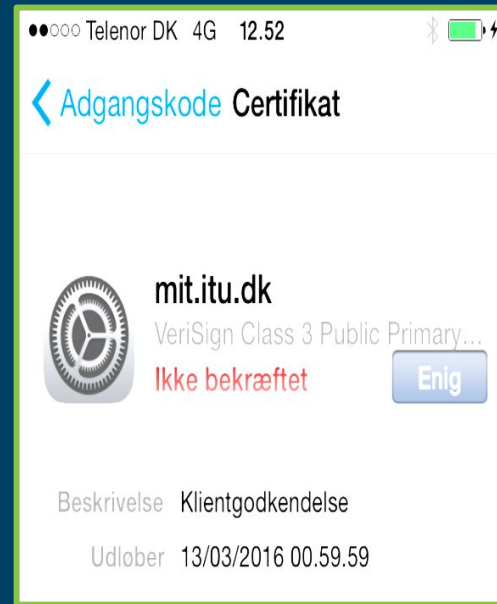 Telenor DK 4G 12.52
Adgangskode Certifikat
mit.itu.dk
VeriSign Class 3 Public Primary...
Ikke bekræftet
Enig
Beskrivelse Klientgodkendelse
Udløber 13/03/2016 00.59.59